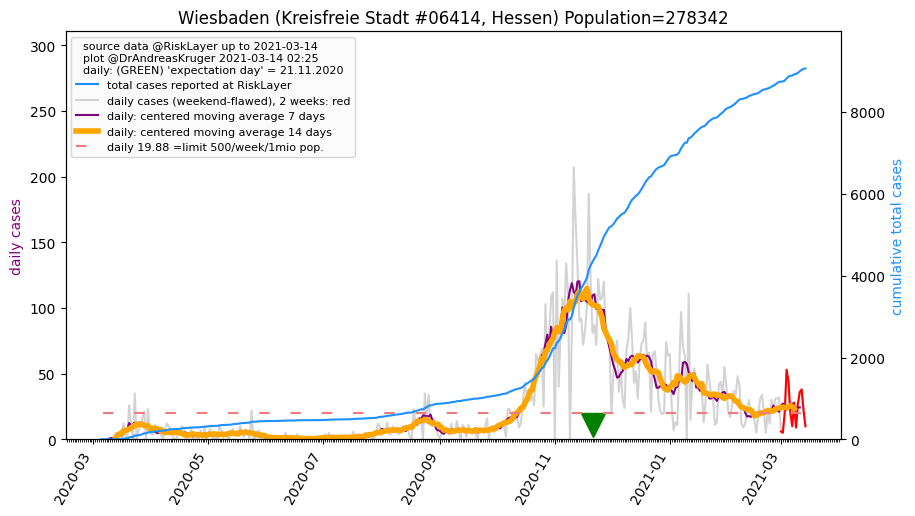 Wiesbaden (Kreisfreie Stadt #06414, Hessen) Population=278342
source data @RiskLayer up to 2021-03-14
plot @DrAndreasKruger 2021-03-14 02:25
daily: (GREEN) 'expectation day' = 21.11.2020
total cases reported at RiskLayer
daily cases (weekend-flawed), 2 weeks: red
daily: centered moving average 7 days
daily: centered moving average 14 days
daily 19.88 =limit 500/week/1mio pop.
daily cases
300
250
200
150
100
50
0
8000
6000
4000
2000
0
cumulative total cases
2020-03
2020-05
2020-07
2020-09
2020-11
2021-01
2021-03